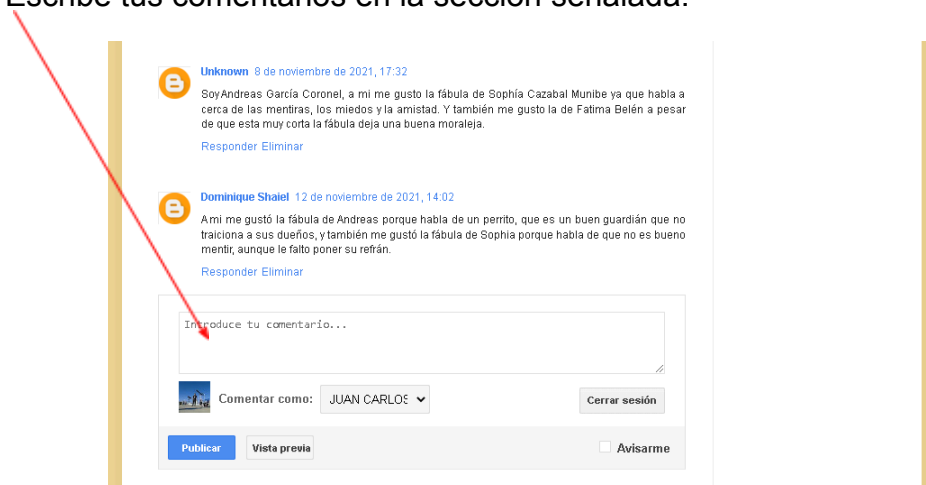 Escribe tus comentarios en la sección señalada.
Unknown 8 de noviembre de 2021, 17:32
Soy Andreas García Coronel, a mi me gusto la fábula de Sophía Cazabal Munibe ya que habla a
cerca de las mentiras, los miedos y la amistad. Y también me gusto la de Fatima Belén a pesar
de que esta muy corta la fábula deja una buena moraleja.
Responder Eliminar
Dominique Shaiel 12 de noviembre de 2021, 14:02
A mi me gustó la fábula de Andreas porque habla de un perrito, que es un buen guardián que no
traiciona a sus dueños, y también me gustó la fábula de Sophia porque habla de que no es bueno
mentir, aunque le falto poner su refrán.
Responder Eliminar
Introduce tu comentario...
Comentar como: JUAN CARLOS Cerrar sesión
Publicar Vista previa Avisarme